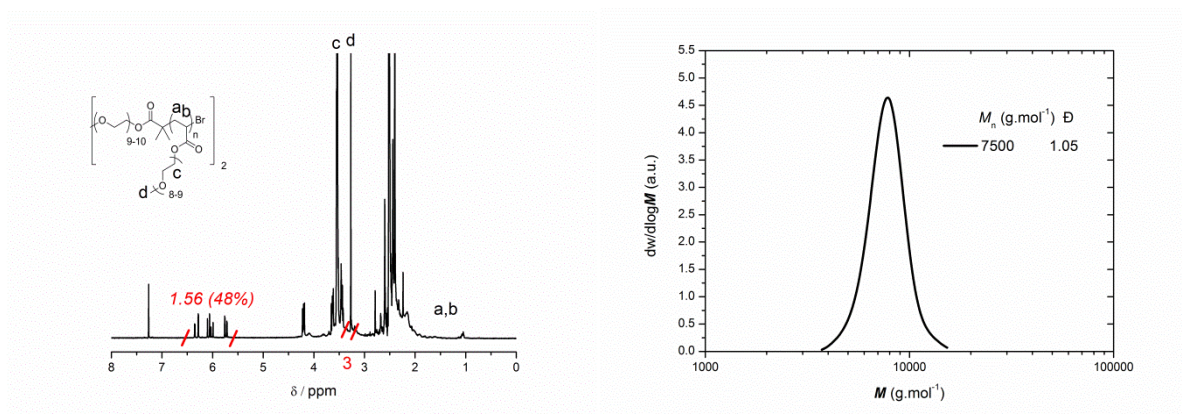 c d
O
ab
Br
O
O
n
9-10
O
O
2
c
O
d
8-9
1.56 (48%)
a,b
3
8 7 6 5 4 3 2 1 0
δ / ppm
5.5
5.0
4.5
4.0
3.5
3.0
2.5
2.0
1.5
1.0
0.5
0.0
dw/dlogM (a.u.)
Mn (g.mol-1) Đ
7500 1.05
1000 10000 100000
M (g.mol-1)